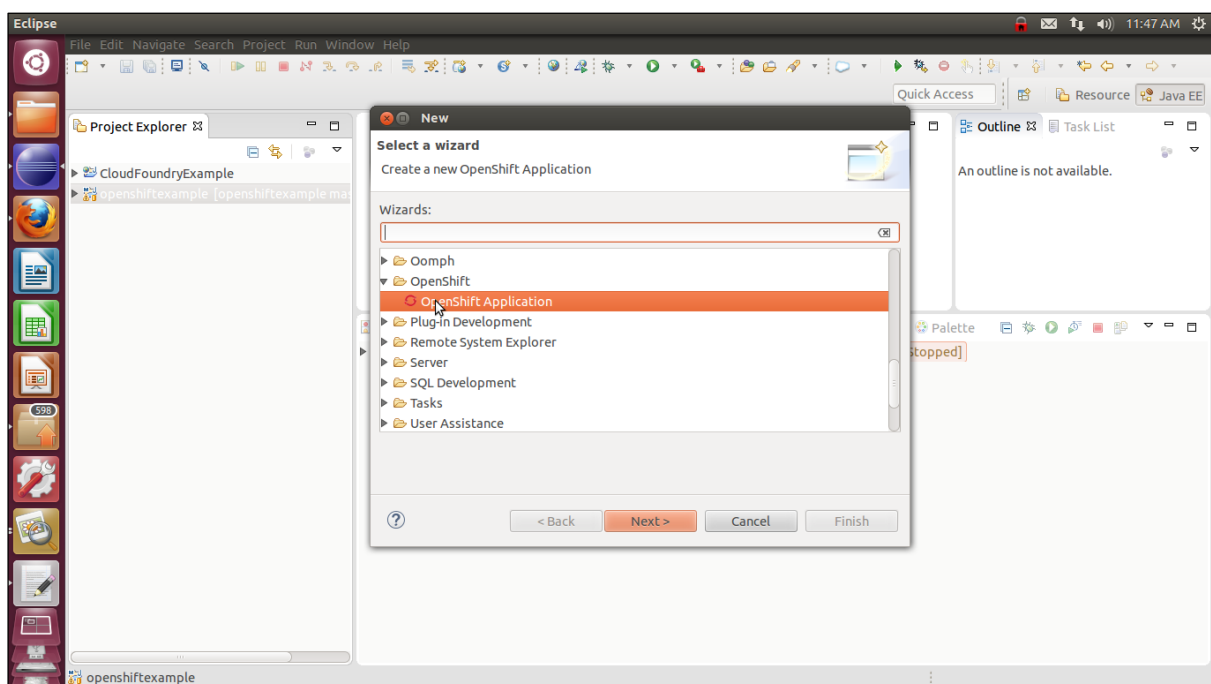 Eclipse
11:47 AM
File Edit Navigate Search Project Run Window Help
Quick Access
Resource
Java EE
Project Explorer
CloudFoundryExample
openshiftexample [openshiftexample mas
New
Select a wizard
Create a new OpenShift Application
Wizards:
Oomph
OpenShift
OpenShift Application
Plug-in Development
Remote System Explorer
Server
SQL Development
Tasks
User Assistance
< Back
Next >
Cancel
Finish
Outline
Task List
An outline is not available.
Palette
Stopped]
598
openshiftexample